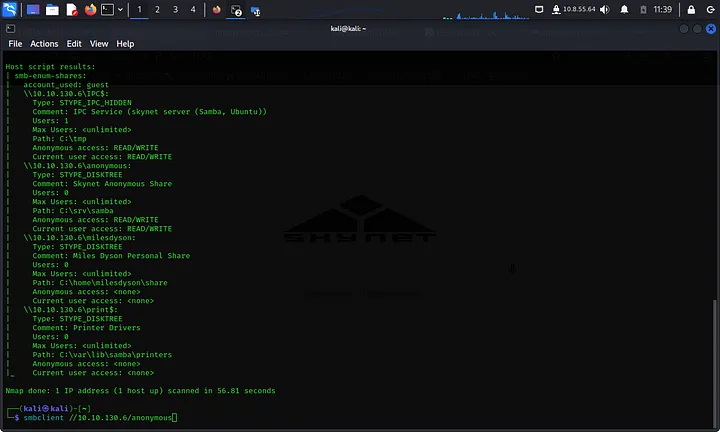 1 2 3 4 10.8.55.64 11:39
kali@kali: ~
File Actions Edit View Help
Host script results:
| smb-enum-shares:
|   account_used: guest
|   \\10.10.130.6\IPC$:
|     Type: STYPE_IPC_HIDDEN
|     Comment: IPC Service (skynet server (Samba, Ubuntu))
|     Users: 1
|     Max Users: <unlimited>
|     Path: C:\tmp
|     Anonymous access: READ/WRITE
|     Current user access: READ/WRITE
|   \\10.10.130.6\anonymous:
|     Type: STYPE_DISKTREE
|     Comment: Skynet Anonymous Share
|     Users: 0
|     Max Users: <unlimited>
|     Path: C:\srv\samba
|     Anonymous access: READ/WRITE
|     Current user access: READ/WRITE
|   \\10.10.130.6\milesdyson:
|     Type: STYPE_DISKTREE
|     Comment: Miles Dyson Personal Share
|     Users: 0
|     Max Users: <unlimited>
|     Path: C:\home\milesdyson\share
|     Anonymous access: <none>
|     Current user access: <none>
|   \\10.10.130.6\print$:
|     Type: STYPE_DISKTREE
|     Comment: Printer Drivers
|     Users: 0
|     Max Users: <unlimited>
|     Path: C:\var\lib\samba\printers
|     Anonymous access: <none>
|_    Current user access: <none>
Nmap done: 1 IP address (1 host up) scanned in 56.81 seconds
┌──(kali㉿kali)-[~]
└─$ smbclient //10.10.130.6/anonymous
SKYNET